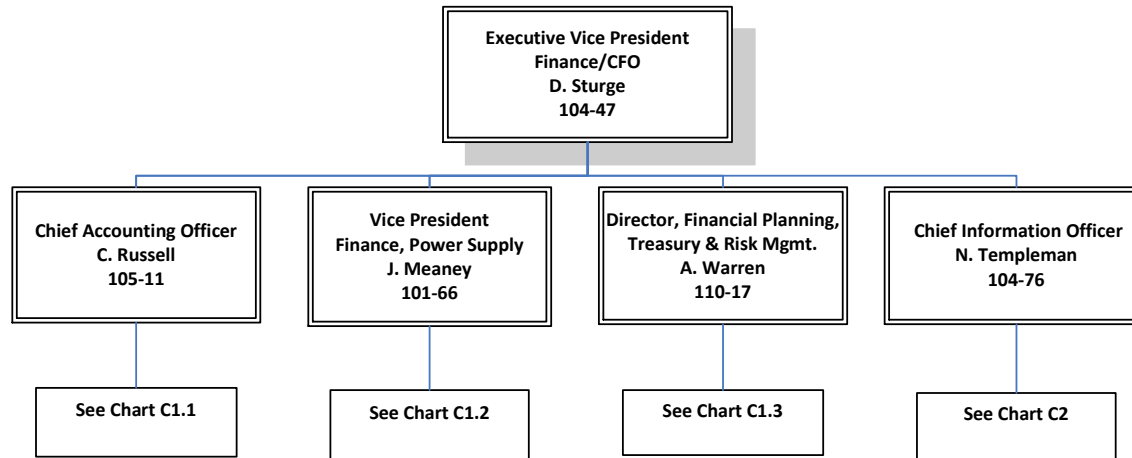 Executive Vice President
Finance/CFO
D. Sturge
104-47
Chief Accounting Officer
C. Russell
105-11
Vice President
Finance, Power Supply
J. Meaney
101-66
Director, Financial Planning,
Treasury & Risk Mgmt.
A. Warren
110-17
Chief Information Officer
N. Templeman
104-76
See Chart C1.1
See Chart C1.2
See Chart C1.3
See Chart C2